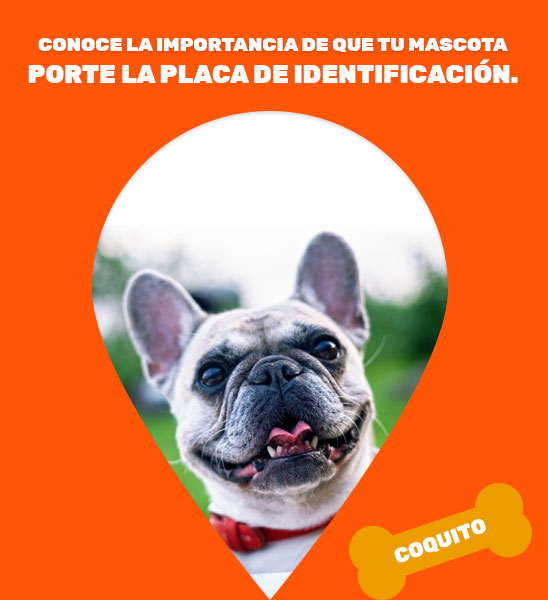 CONOCE LA IMPORTANCIA DE QUE TU MASCOTA
PORTE LA PLACA DE IDENTIFICACIÓN.
COQUITO